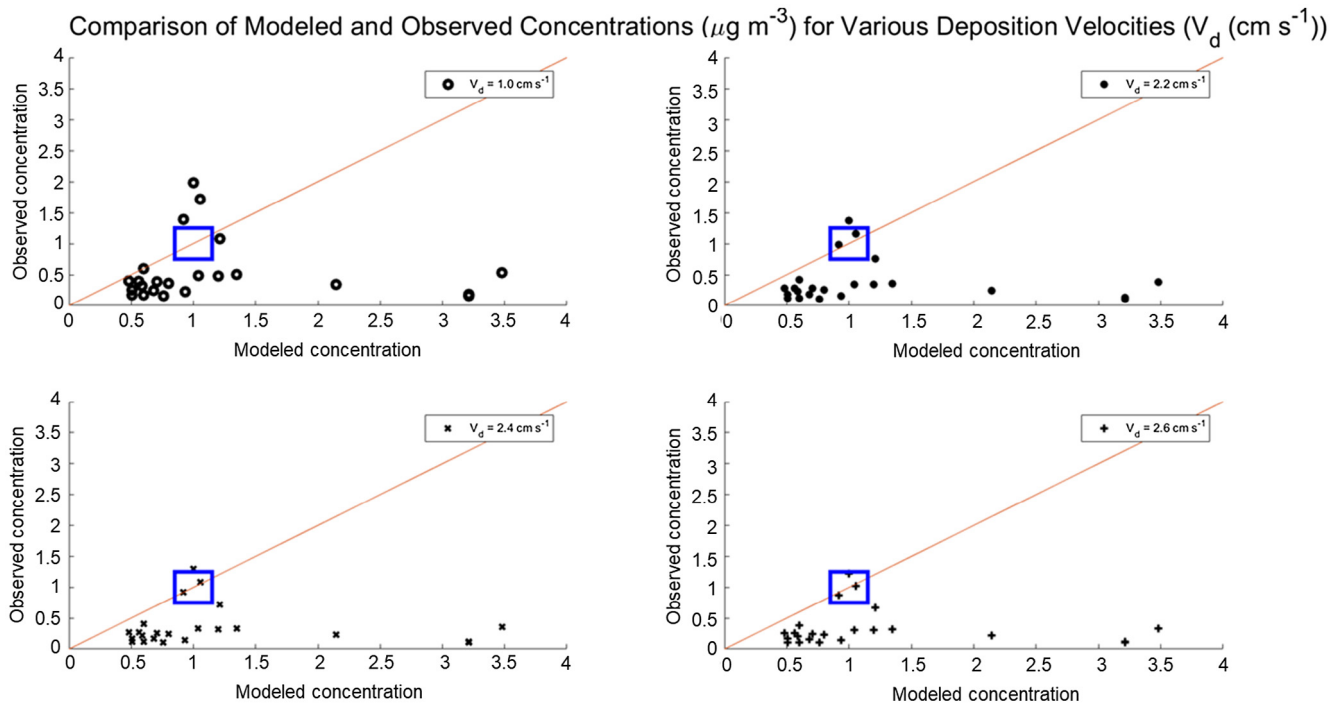 Comparison of Modeled and Observed Concentrations (μg m-3) for Various Deposition Velocities (Vd (cm s-1))
4
3.5
3
2.5
2
1.5
1
0.5
0
Observed concentration
Vd = 1.0 cm s-1
0 0.5 1 1.5 2 2.5 3 3.5 4
Modeled concentration
4
3.5
3
2.5
2
1.5
1
0.5
0
Observed concentration
Vd = 2.2 cm s-1
0 0.5 1 1.5 2 2.5 3 3.5 4
Modeled concentration
4
3.5
3
2.5
2
1.5
1
0.5
0
Observed concentration
Vd = 2.4 cm s-1
0 0.5 1 1.5 2 2.5 3 3.5 4
Modeled concentration
4
3.5
3
2.5
2
1.5
1
0.5
0
Observed concentration
Vd = 2.6 cm s-1
0 0.5 1 1.5 2 2.5 3 3.5 4
Modeled concentration